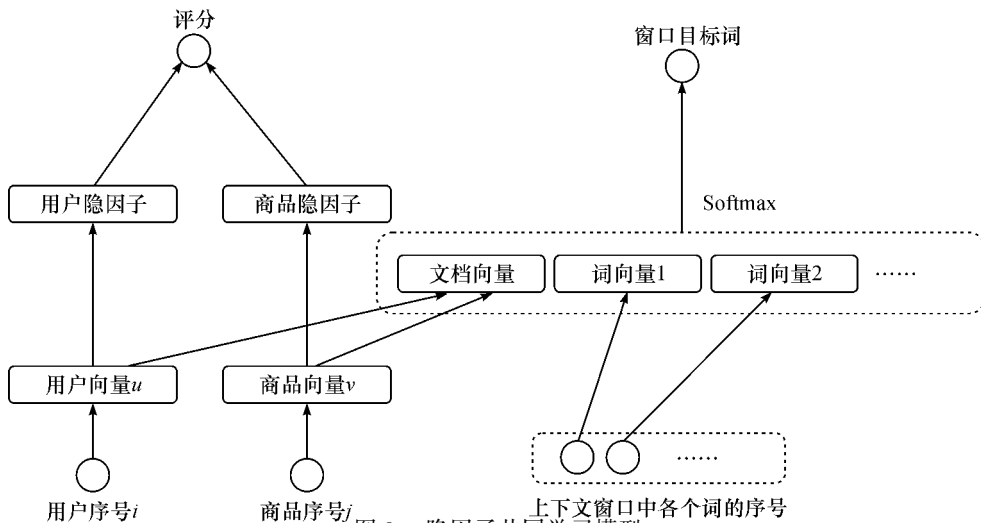 评分
窗口目标词
用户隐因子
商品隐因子
Softmax
文档向量
词向量1
词向量2
……
用户向量u
商品向量v
……
用户序号i
商品序号j
上下文窗口中各个词的序号